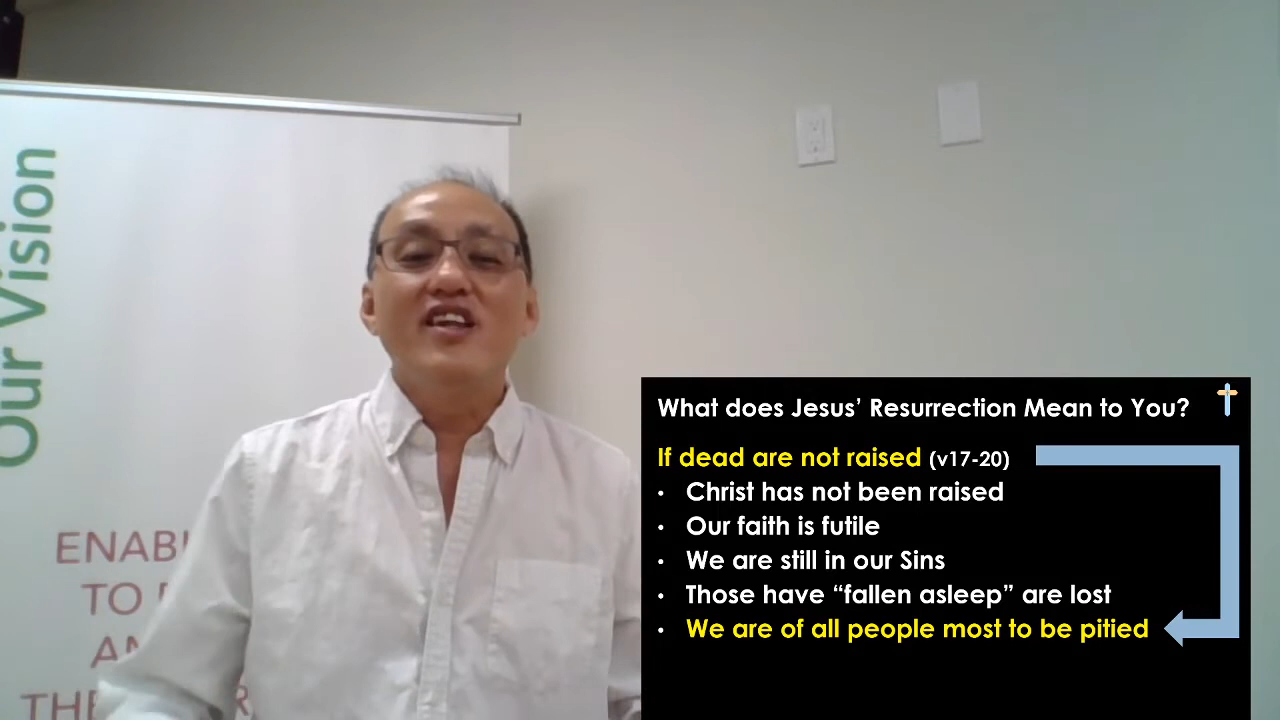 Our Vision
TO
What does Jesus’ Resurrection Mean to You?
If dead are not raised (v17-20)
• Christ has not been raised
• Our faith is futile
• We are still in our Sins
• Those have “fallen asleep” are lost
• We are of all people most to be pitied